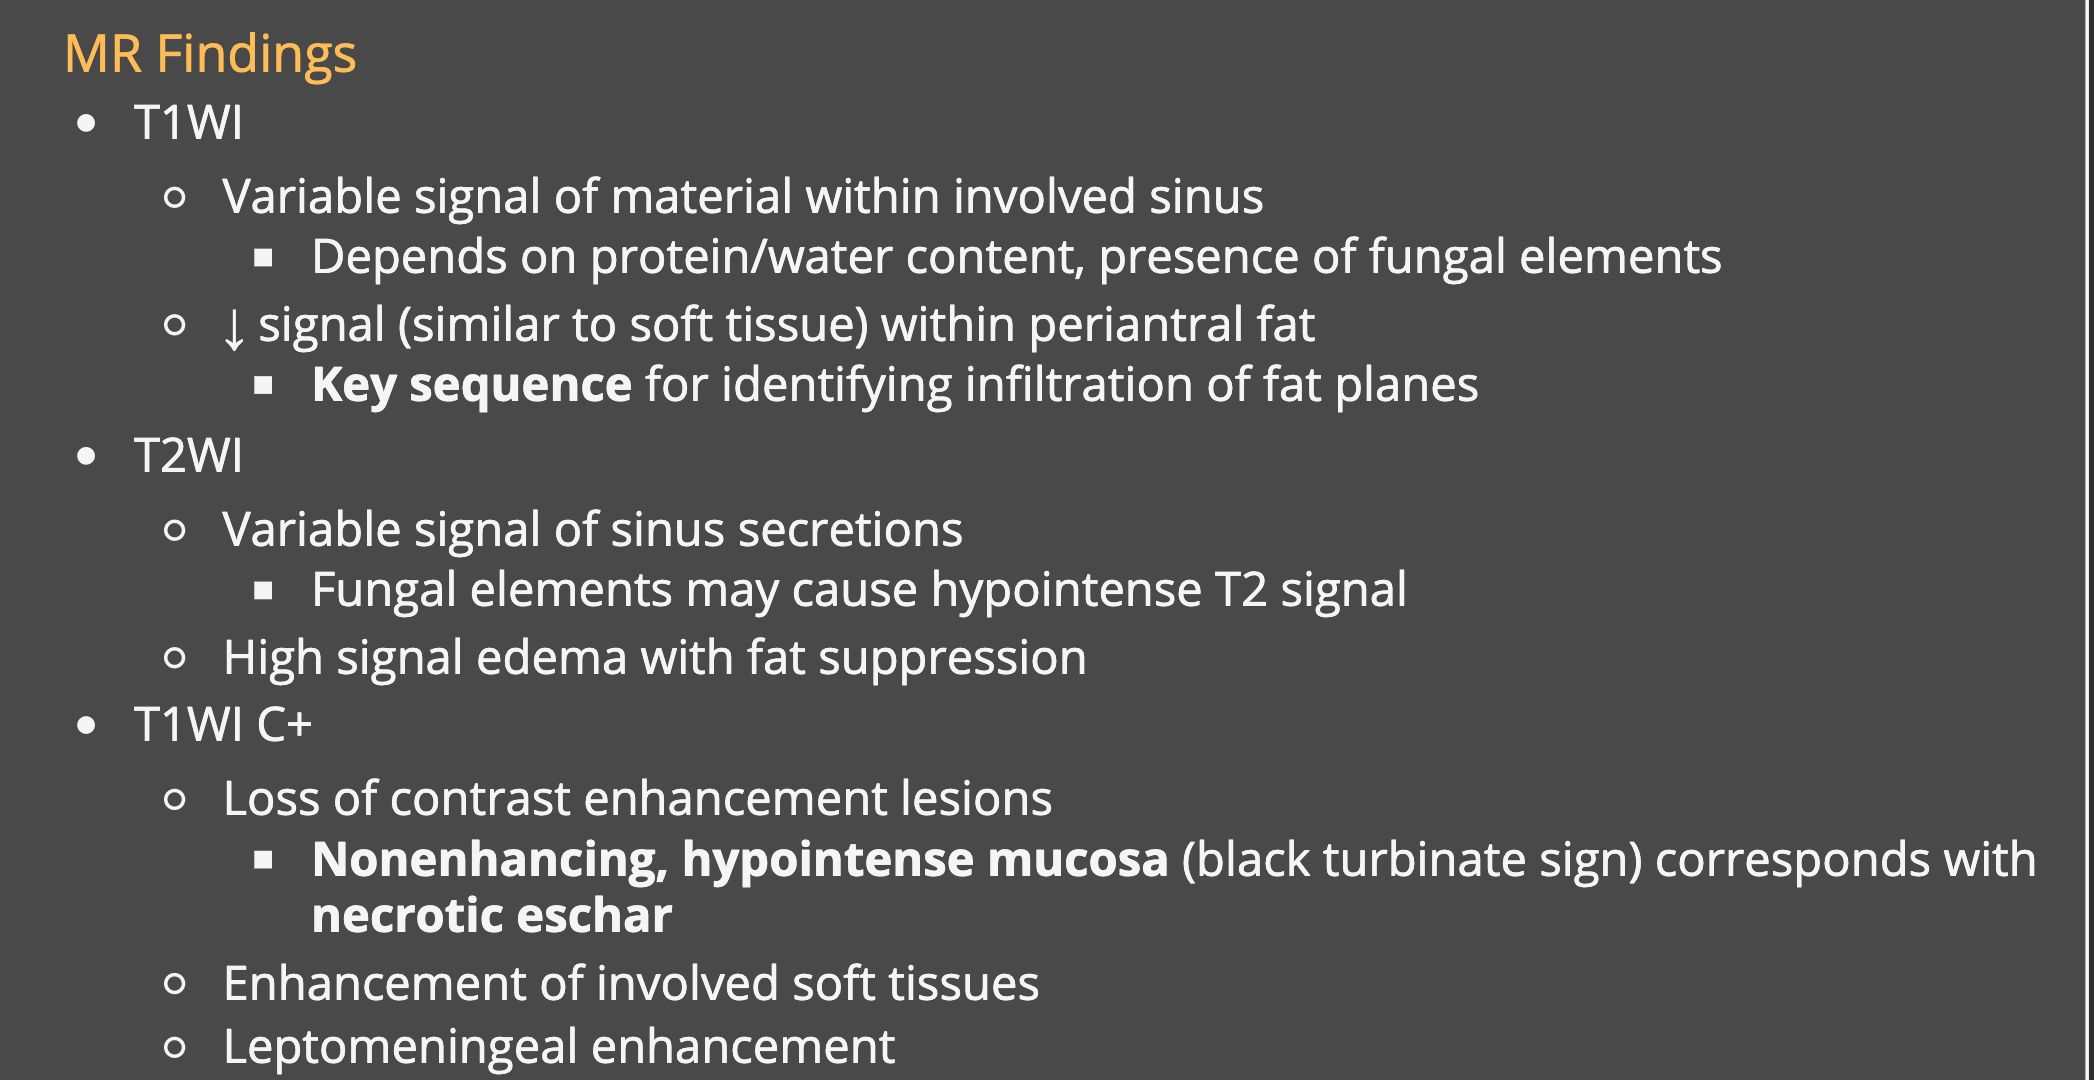 MR Findings
• T1WI
○ Variable signal of material within involved sinus
■ Depends on protein/water content, presence of fungal elements
○ ↓ signal (similar to soft tissue) within periantral fat
■ Key sequence for identifying infiltration of fat planes
• T2WI
○ Variable signal of sinus secretions
■ Fungal elements may cause hypointense T2 signal
○ High signal edema with fat suppression
• T1WI C+
○ Loss of contrast enhancement lesions
■ Nonenhancing, hypointense mucosa (black turbinate sign) corresponds with
necrotic eschar
○ Enhancement of involved soft tissues
○ Leptomeningeal enhancement